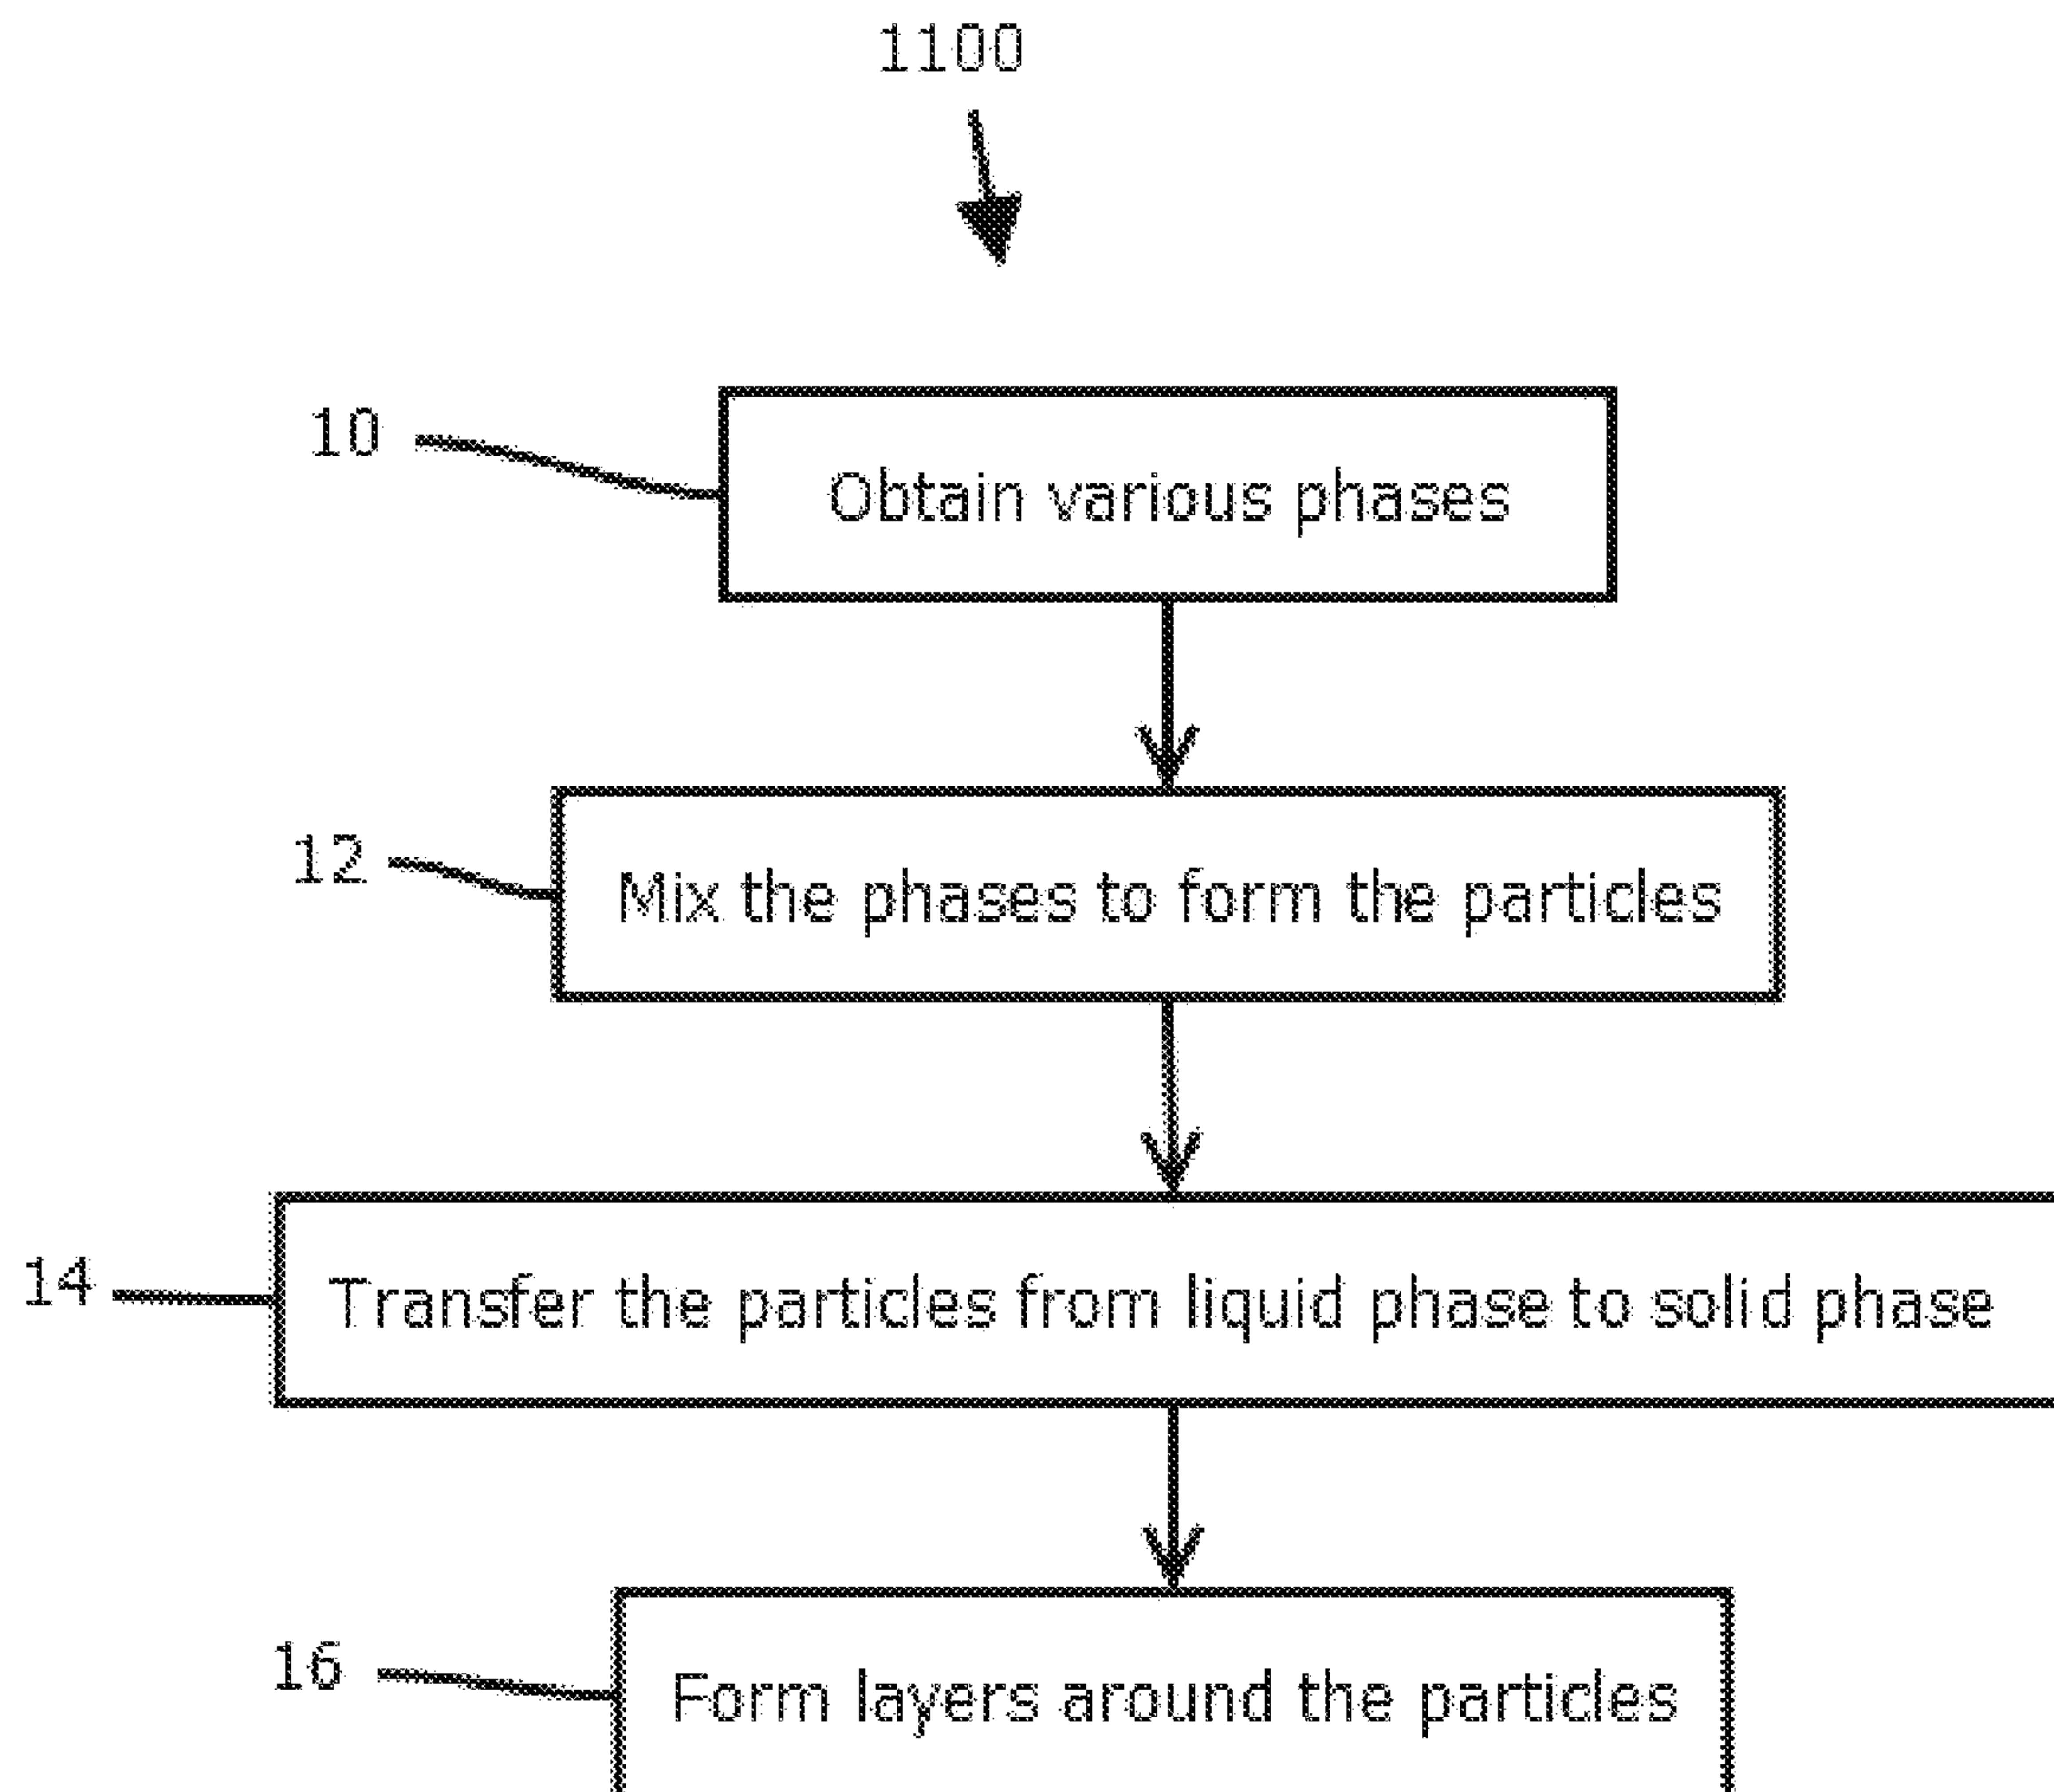 1100
10
Obtain various phases
12
Mix the phases to form the particles
14
Transfer the particles from liquid phase to solid phase
16
Form layers around the particles